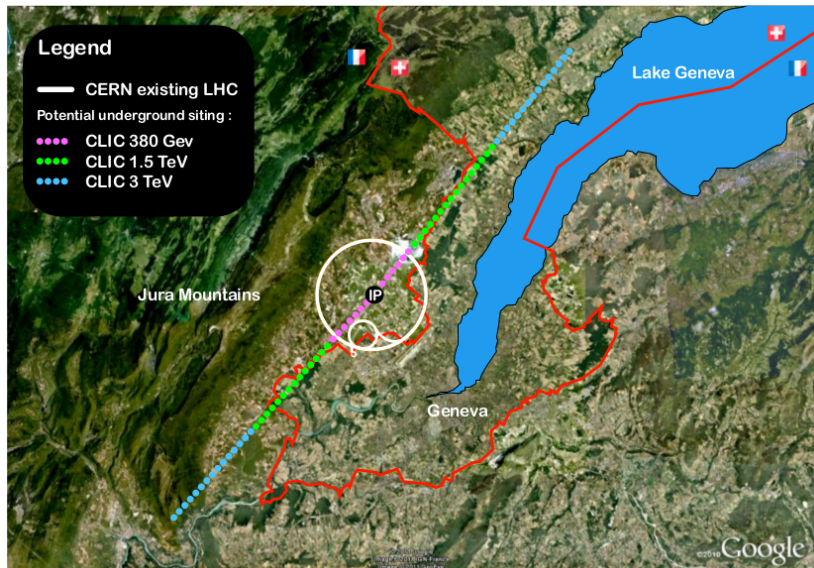 Legend
CERN existing LHC
Potential underground siting :
CLIC 380 Gev
CLIC 1.5 TeV
CLIC 3 TeV
Lake Geneva
Jura Mountains
IP
Geneva
©2010 Google